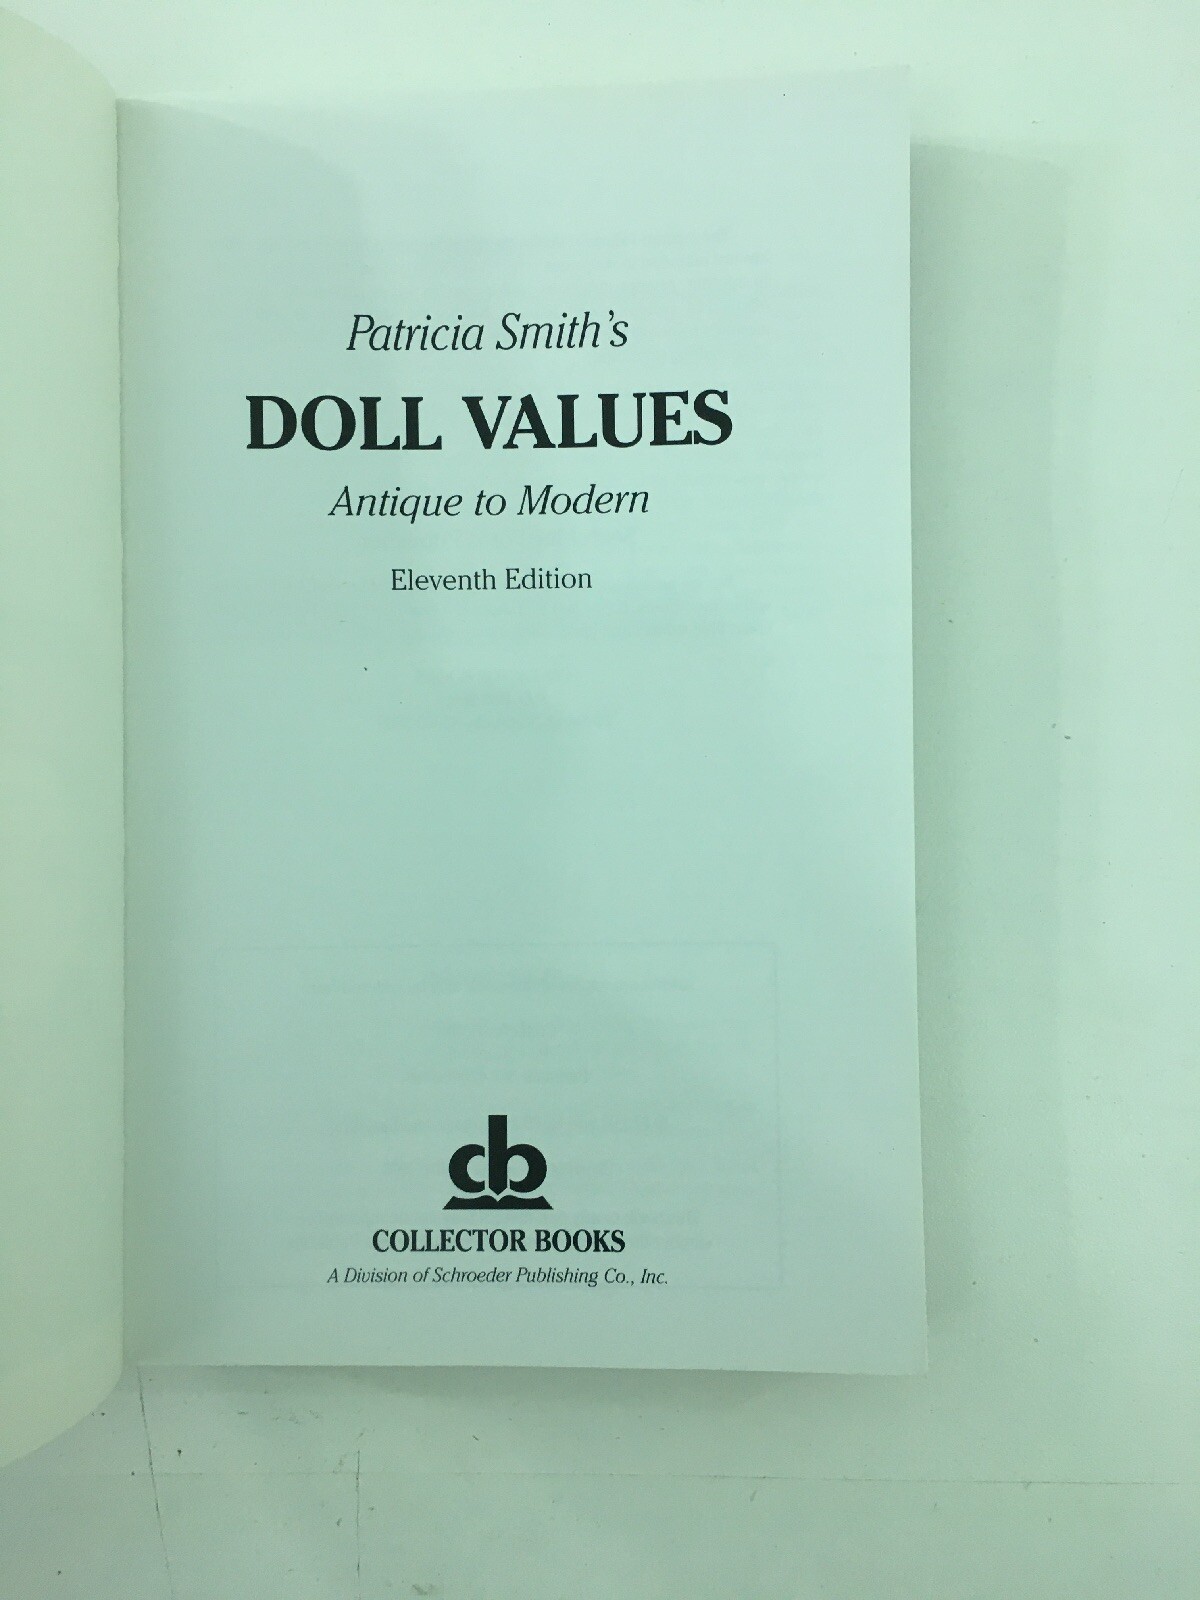 Patricia Smith's
DOLL VALUES
Antique to Modern
Eleventh Edition
cb
COLLECTOR BOOKS
A Division of Schroeder Publishing Co., Inc.